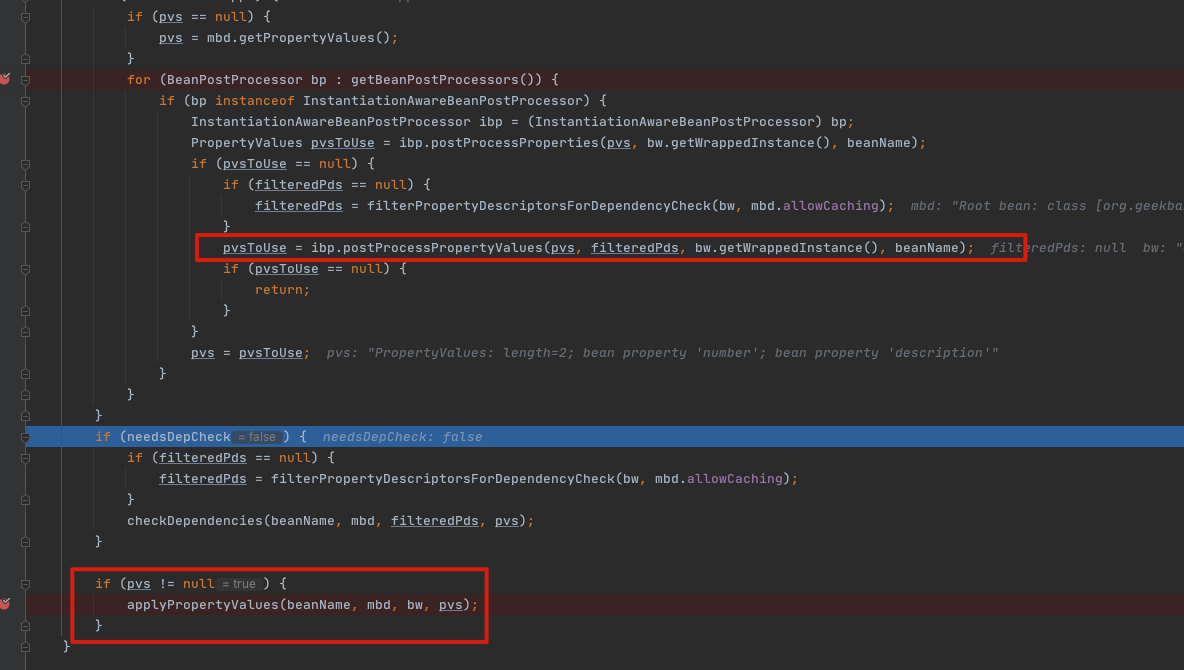 if (pvs == null) {
pvs = mbd.getPropertyValues();
}
for (BeanPostProcessor bp : getBeanPostProcessors()) {
if (bp instanceof InstantiationAwareBeanPostProcessor) {
InstantiationAwareBeanPostProcessor ibp = (InstantiationAwareBeanPostProcessor) bp;
PropertyValues pvsToUse = ibp.postProcessProperties(pvs, bw.getWrappedInstance(), beanName);
if (pvsToUse == null) {
if (filteredPds == null) {
filteredPds = filterPropertyDescriptorsForDependencyCheck(bw, mbd.allowCaching); mbd: "Root bean: class [org.geekba
}
pvsToUse = ibp.postProcessPropertyValues(pvs, filteredPds, bw.getWrappedInstance(), beanName); filteredPds: null bw: "
if (pvsToUse == null) {
return;
}
}
pvs = pvsToUse; pvs: "PropertyValues: length=2; bean property 'number'; bean property 'description'"
}
}
}
if (needsDepCheck = false ) { needsDepCheck: false
if (filteredPds == null) {
filteredPds = filterPropertyDescriptorsForDependencyCheck(bw, mbd.allowCaching);
}
checkDependencies(beanName, mbd, filteredPds, pvs);
}
if (pvs != null = true ) {
applyPropertyValues(beanName, mbd, bw, pvs);
}
}